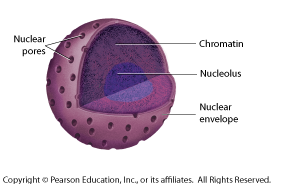 Nuclear
pores
Chromatin
Nucleolus
Nuclear
envelope
Copyright © Pearson Education, Inc., or its affiliates. All Rights Reserved.